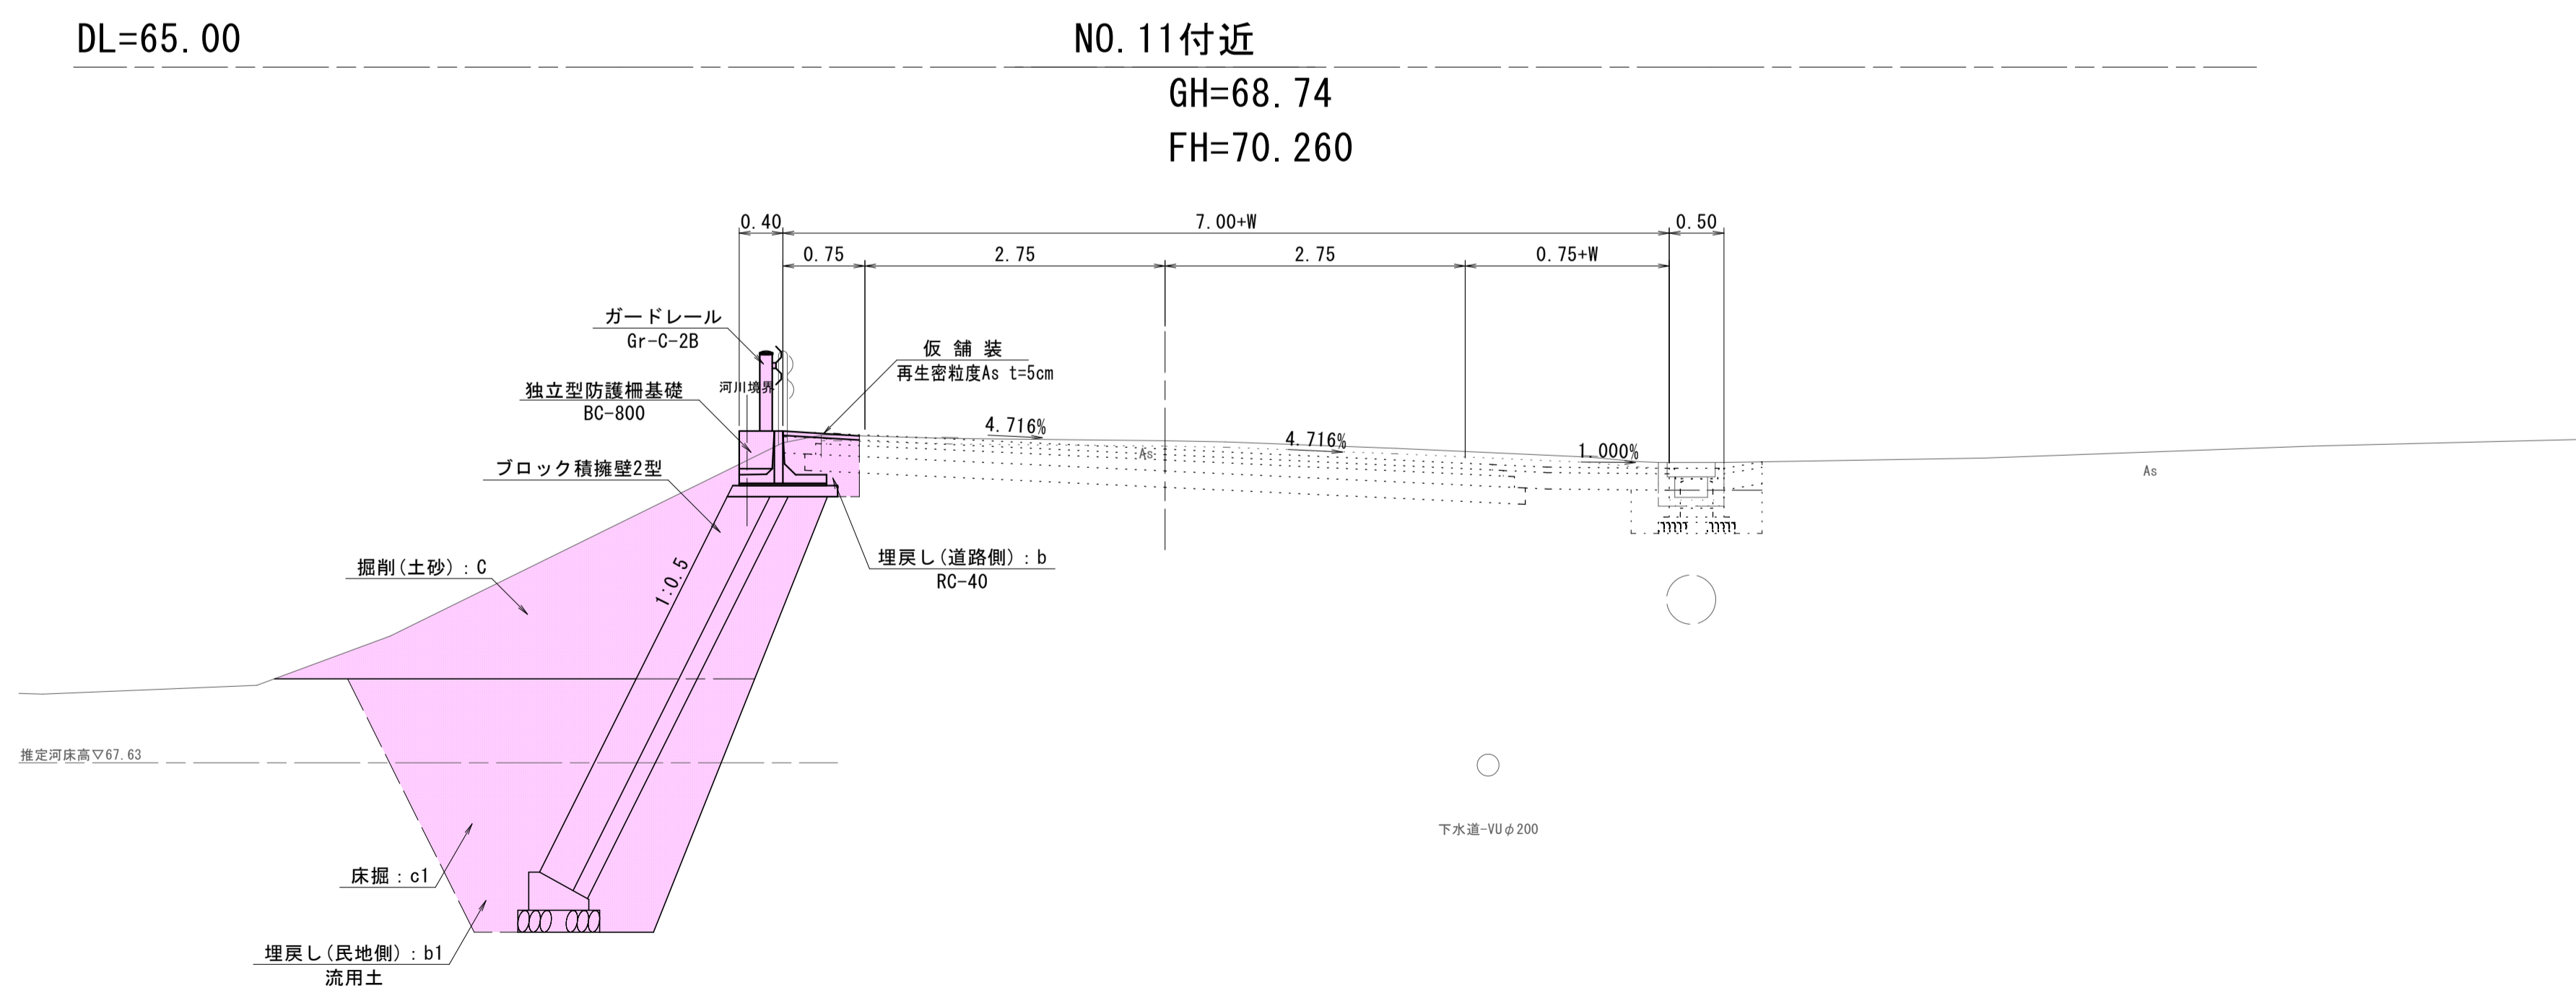 DL=65.00
NO.11付近
GH=68.74
FH=70.260
0.40
7.00+W
0.50
0.75
2.75
2.75
0.75+W
ガードレール
Gr-C-2B
仮 舗 装
再生密粒度As t=5cm
河川境界
独立型防護柵基礎
BC-800
4.716%
4.716%
1.000%
As
As
ブロック積擁壁2型
掘削(土砂):C
1:0.5
埋戻し(道路側):b
RC-40
推定河床高▽67.63
下水道-VUφ200
床掘:c1
埋戻し(民地側):b1
流用土